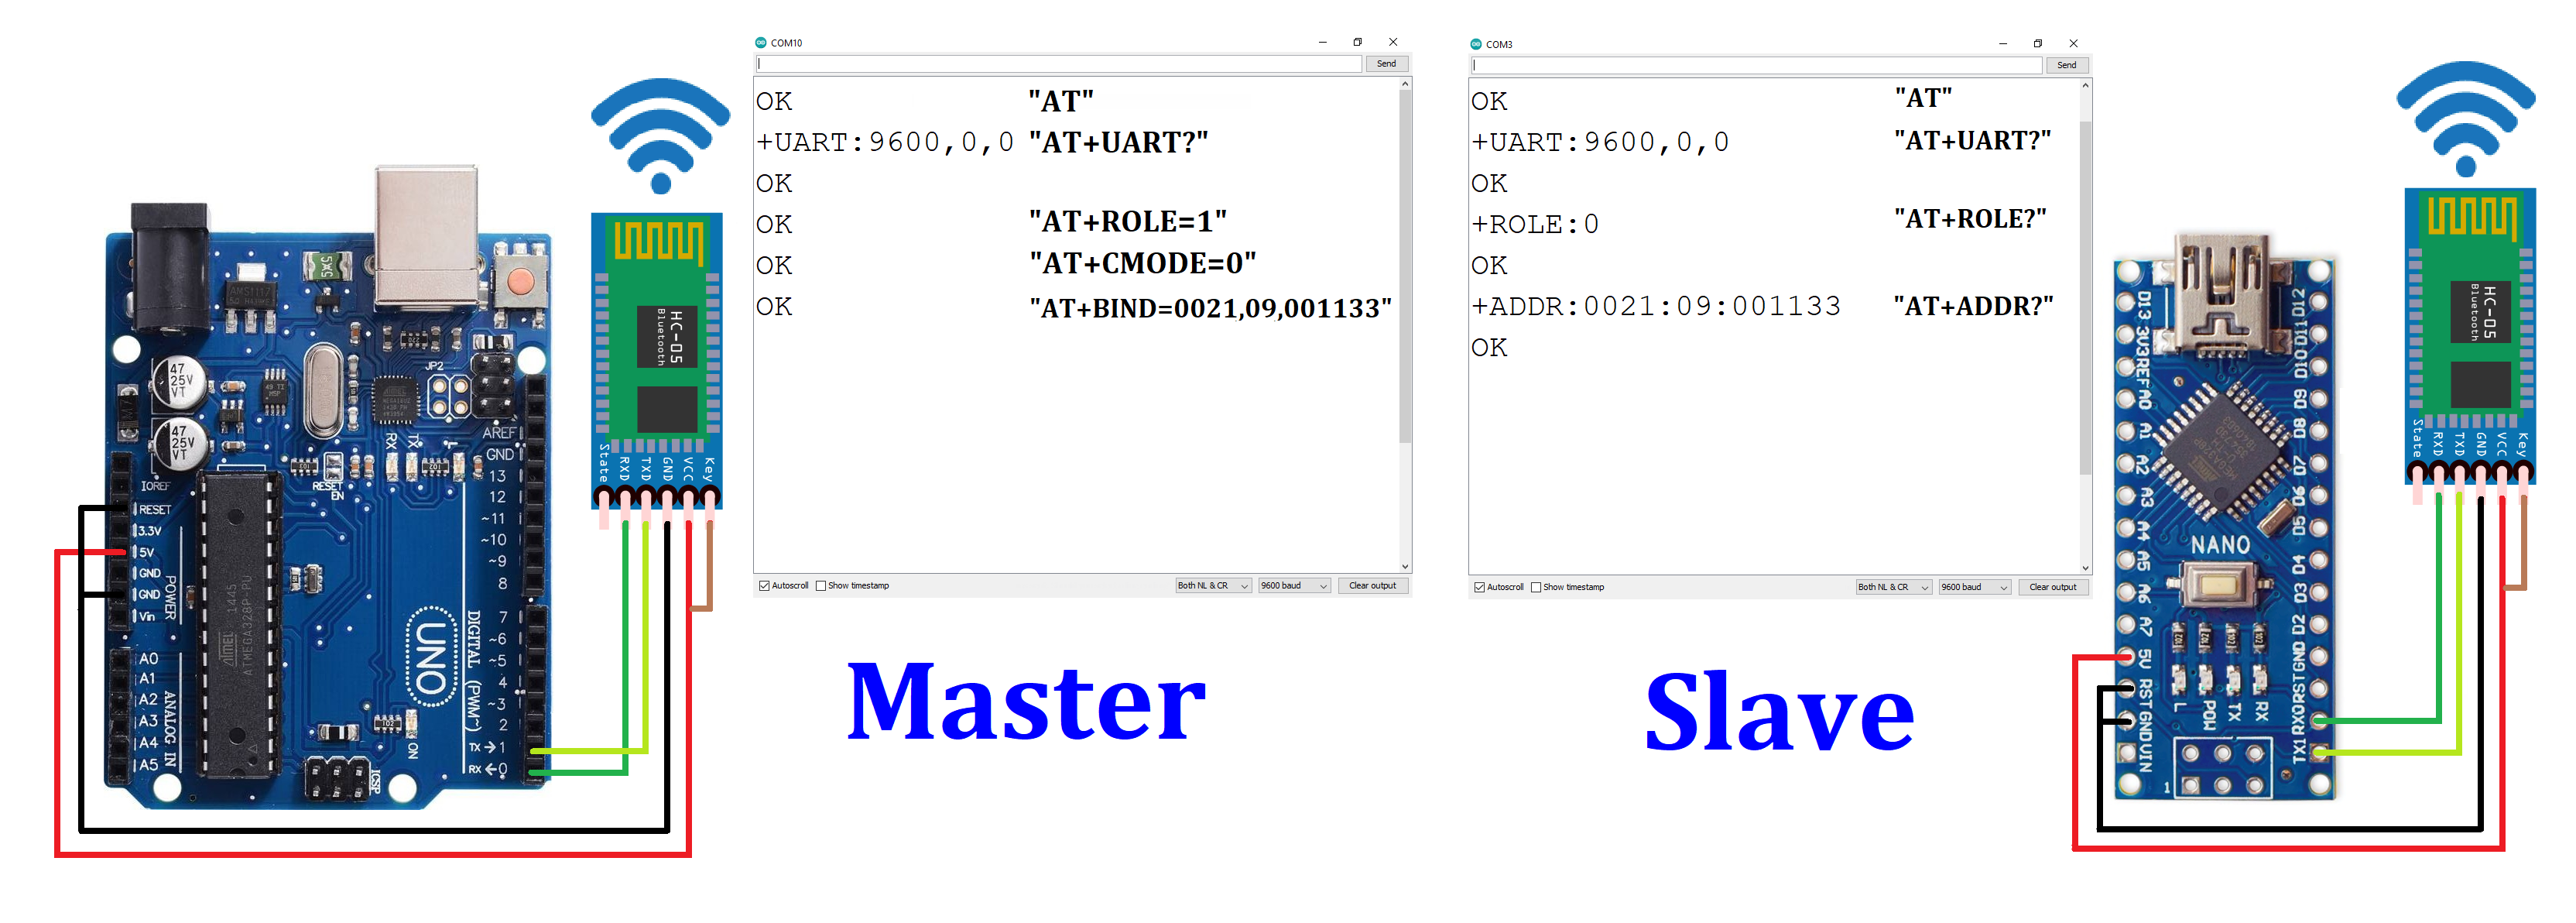 COM10
Send
OK "AT"
+UART:9600,0,0 "AT+UART?"
OK
OK "AT+ROLE=1"
OK "AT+CMODE=0"
OK "AT+BIND=0021,09,001133"
Autoscroll Show timestamp Both NL & CR 9600 baud Clear output
Master
COM3
Send
OK "AT"
+UART:9600,0,0 "AT+UART?"
OK
+ROLE:0 "AT+ROLE?"
OK
+ADDR:0021:09:001133 "AT+ADDR?"
OK
Autoscroll Show timestamp Both NL & CR 9600 baud Clear output
Slave
HC-05
Bluetooth
State
RXD
TXD
GND
VCC
Key
HC-05
Bluetooth
State
RXD
TXD
GND
VCC
Key
47
25V
VT
47
25V
VT
AMS1117
JP2
RX
TX
L
RESET
EN
AREF
GND
13
12
~11
~10
~9
8
7
~6
~5
4
~3
2
TX→1
RX←0
DIGITAL (PWM~)
UNO
ON
ICSP
IOREF
RESET
3.3V
5V
GND
GND
Vin
POWER
A0
A1
A2
A3
A4
A5
ANALOG IN
ATMEL 1445
ATMEGA328P-PU
D13
3V3
REF
A0
A1
A2
A3
A4
A5
A6
A7
5V
RST
GND
VIN
D12
D11
D10
D9
D8
D7
D6
D5
D4
D3
D2
GND
RST
RX0
TX1
NANO
L
POW
TX
RX
1